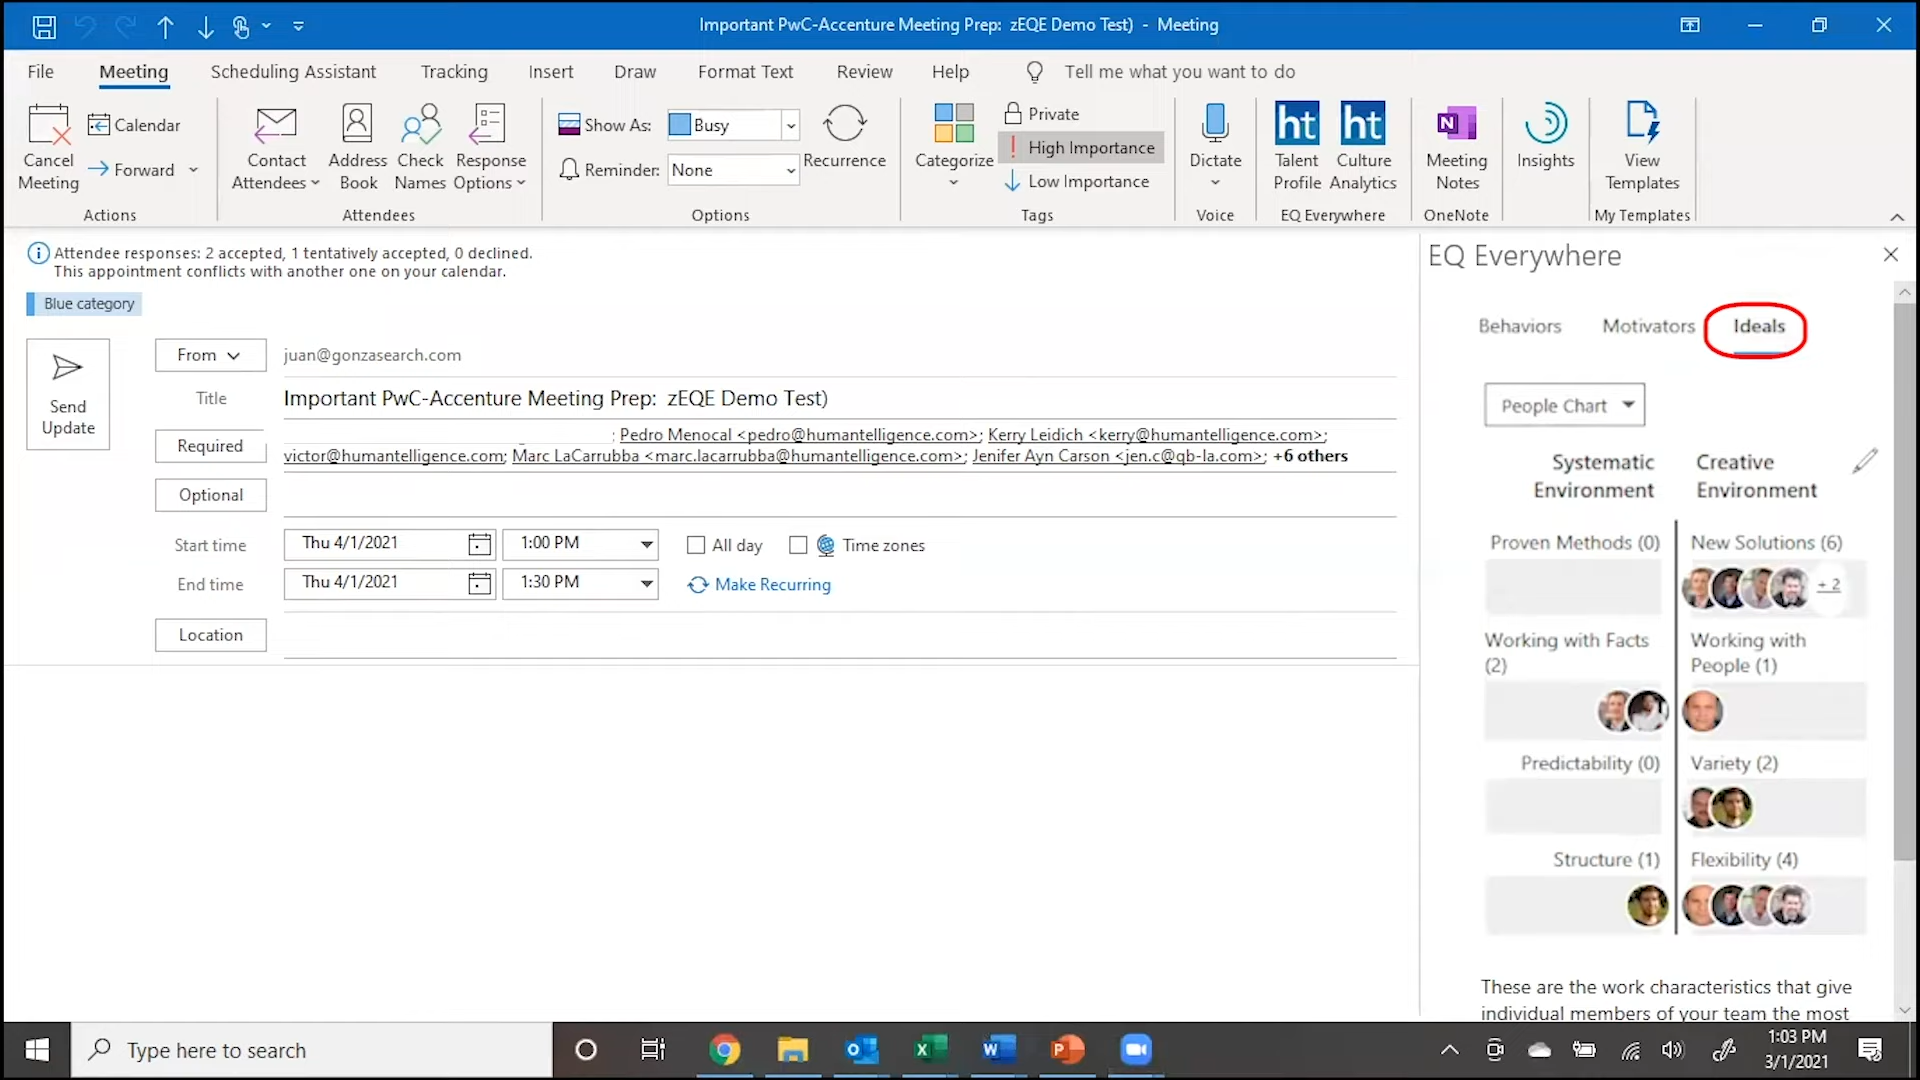 Important PwC-Accenture Meeting Prep:  zEQE Demo Test)  -  Meeting
File Meeting Scheduling Assistant Tracking Insert Draw Format Text Review Help Tell me what you want to do
Cancel Meeting
Calendar
Forward
Actions
Contact Attendees
Address Book
Check Names
Response Options
Attendees
Show As: Busy
Reminder: None
Recurrence
Options
Categorize
Private
High Importance
Low Importance
Tags
Dictate
Voice
ht
Talent Profile
ht
Culture Analytics
EQ Everywhere
N
Meeting Notes
OneNote
Insights
View Templates
My Templates
Attendee responses: 2 accepted, 1 tentatively accepted, 0 declined.
This appointment conflicts with another one on your calendar.
Blue category
Send Update
From
juan@gonzasearch.com
Title
Important PwC-Accenture Meeting Prep:  zEQE Demo Test)
Required
; Pedro Menocal <pedro@humantelligence.com>; Kerry Leidich <kerry@humantelligence.com>;
victor@humantelligence.com; Marc LaCarrubba <marc.lacarrubba@humantelligence.com>; Jenifer Ayn Carson <jen.c@qb-la.com>; +6 others
Optional
Start time Thu 4/1/2021 1:00 PM All day Time zones
End time Thu 4/1/2021 1:30 PM Make Recurring
Location
EQ Everywhere
Behaviors Motivators Ideals
People Chart
Systematic Environment
Creative Environment
Proven Methods (0) New Solutions (6)
+ 2
Working with Facts (2)
Working with People (1)
Predictability (0) Variety (2)
Structure (1) Flexibility (4)
These are the work characteristics that give
individual members of your team the most
Type here to search
1:03 PM
3/1/2021